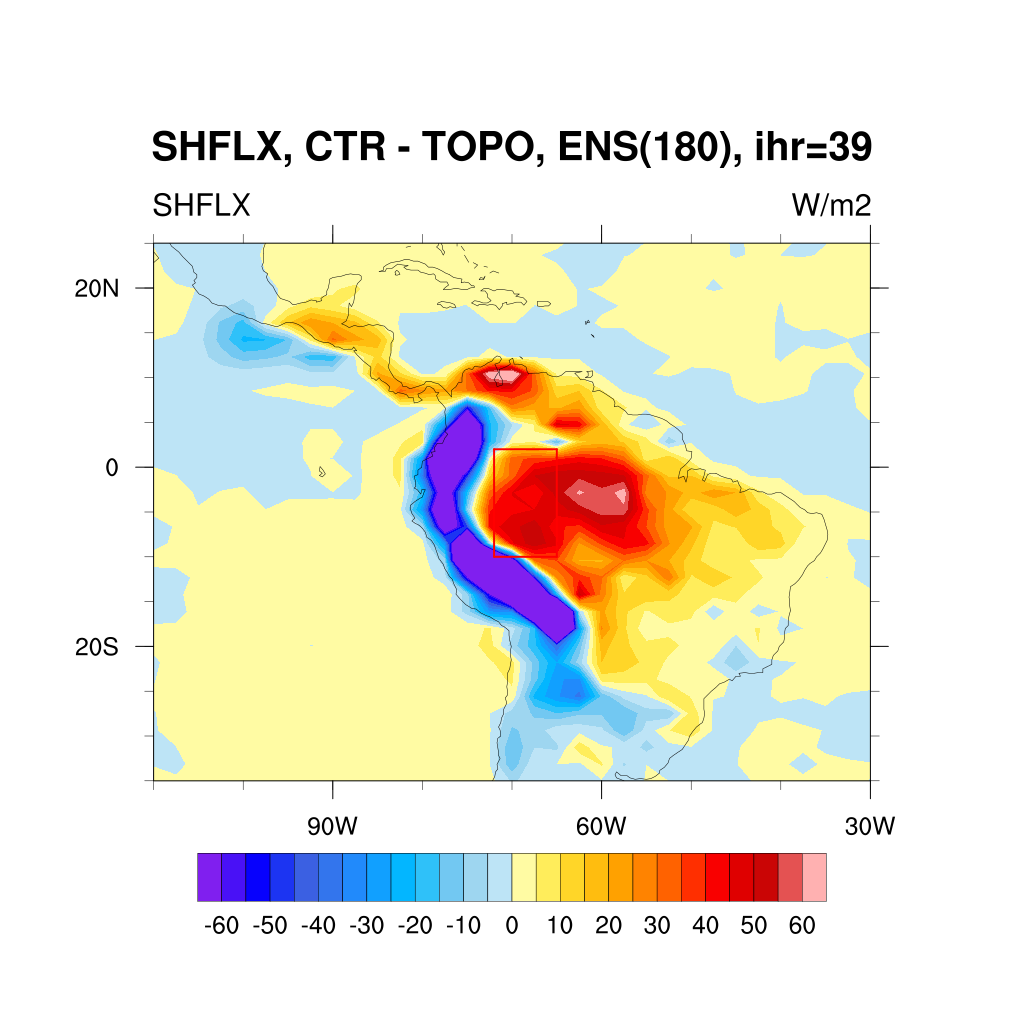 SHFLX, CTR - TOPO, ENS(180), ihr=39
SHFLX W/m2
20N
0
20S
90W 60W 30W
-60 -50 -40 -30 -20 -10 0 10 20 30 40 50 60